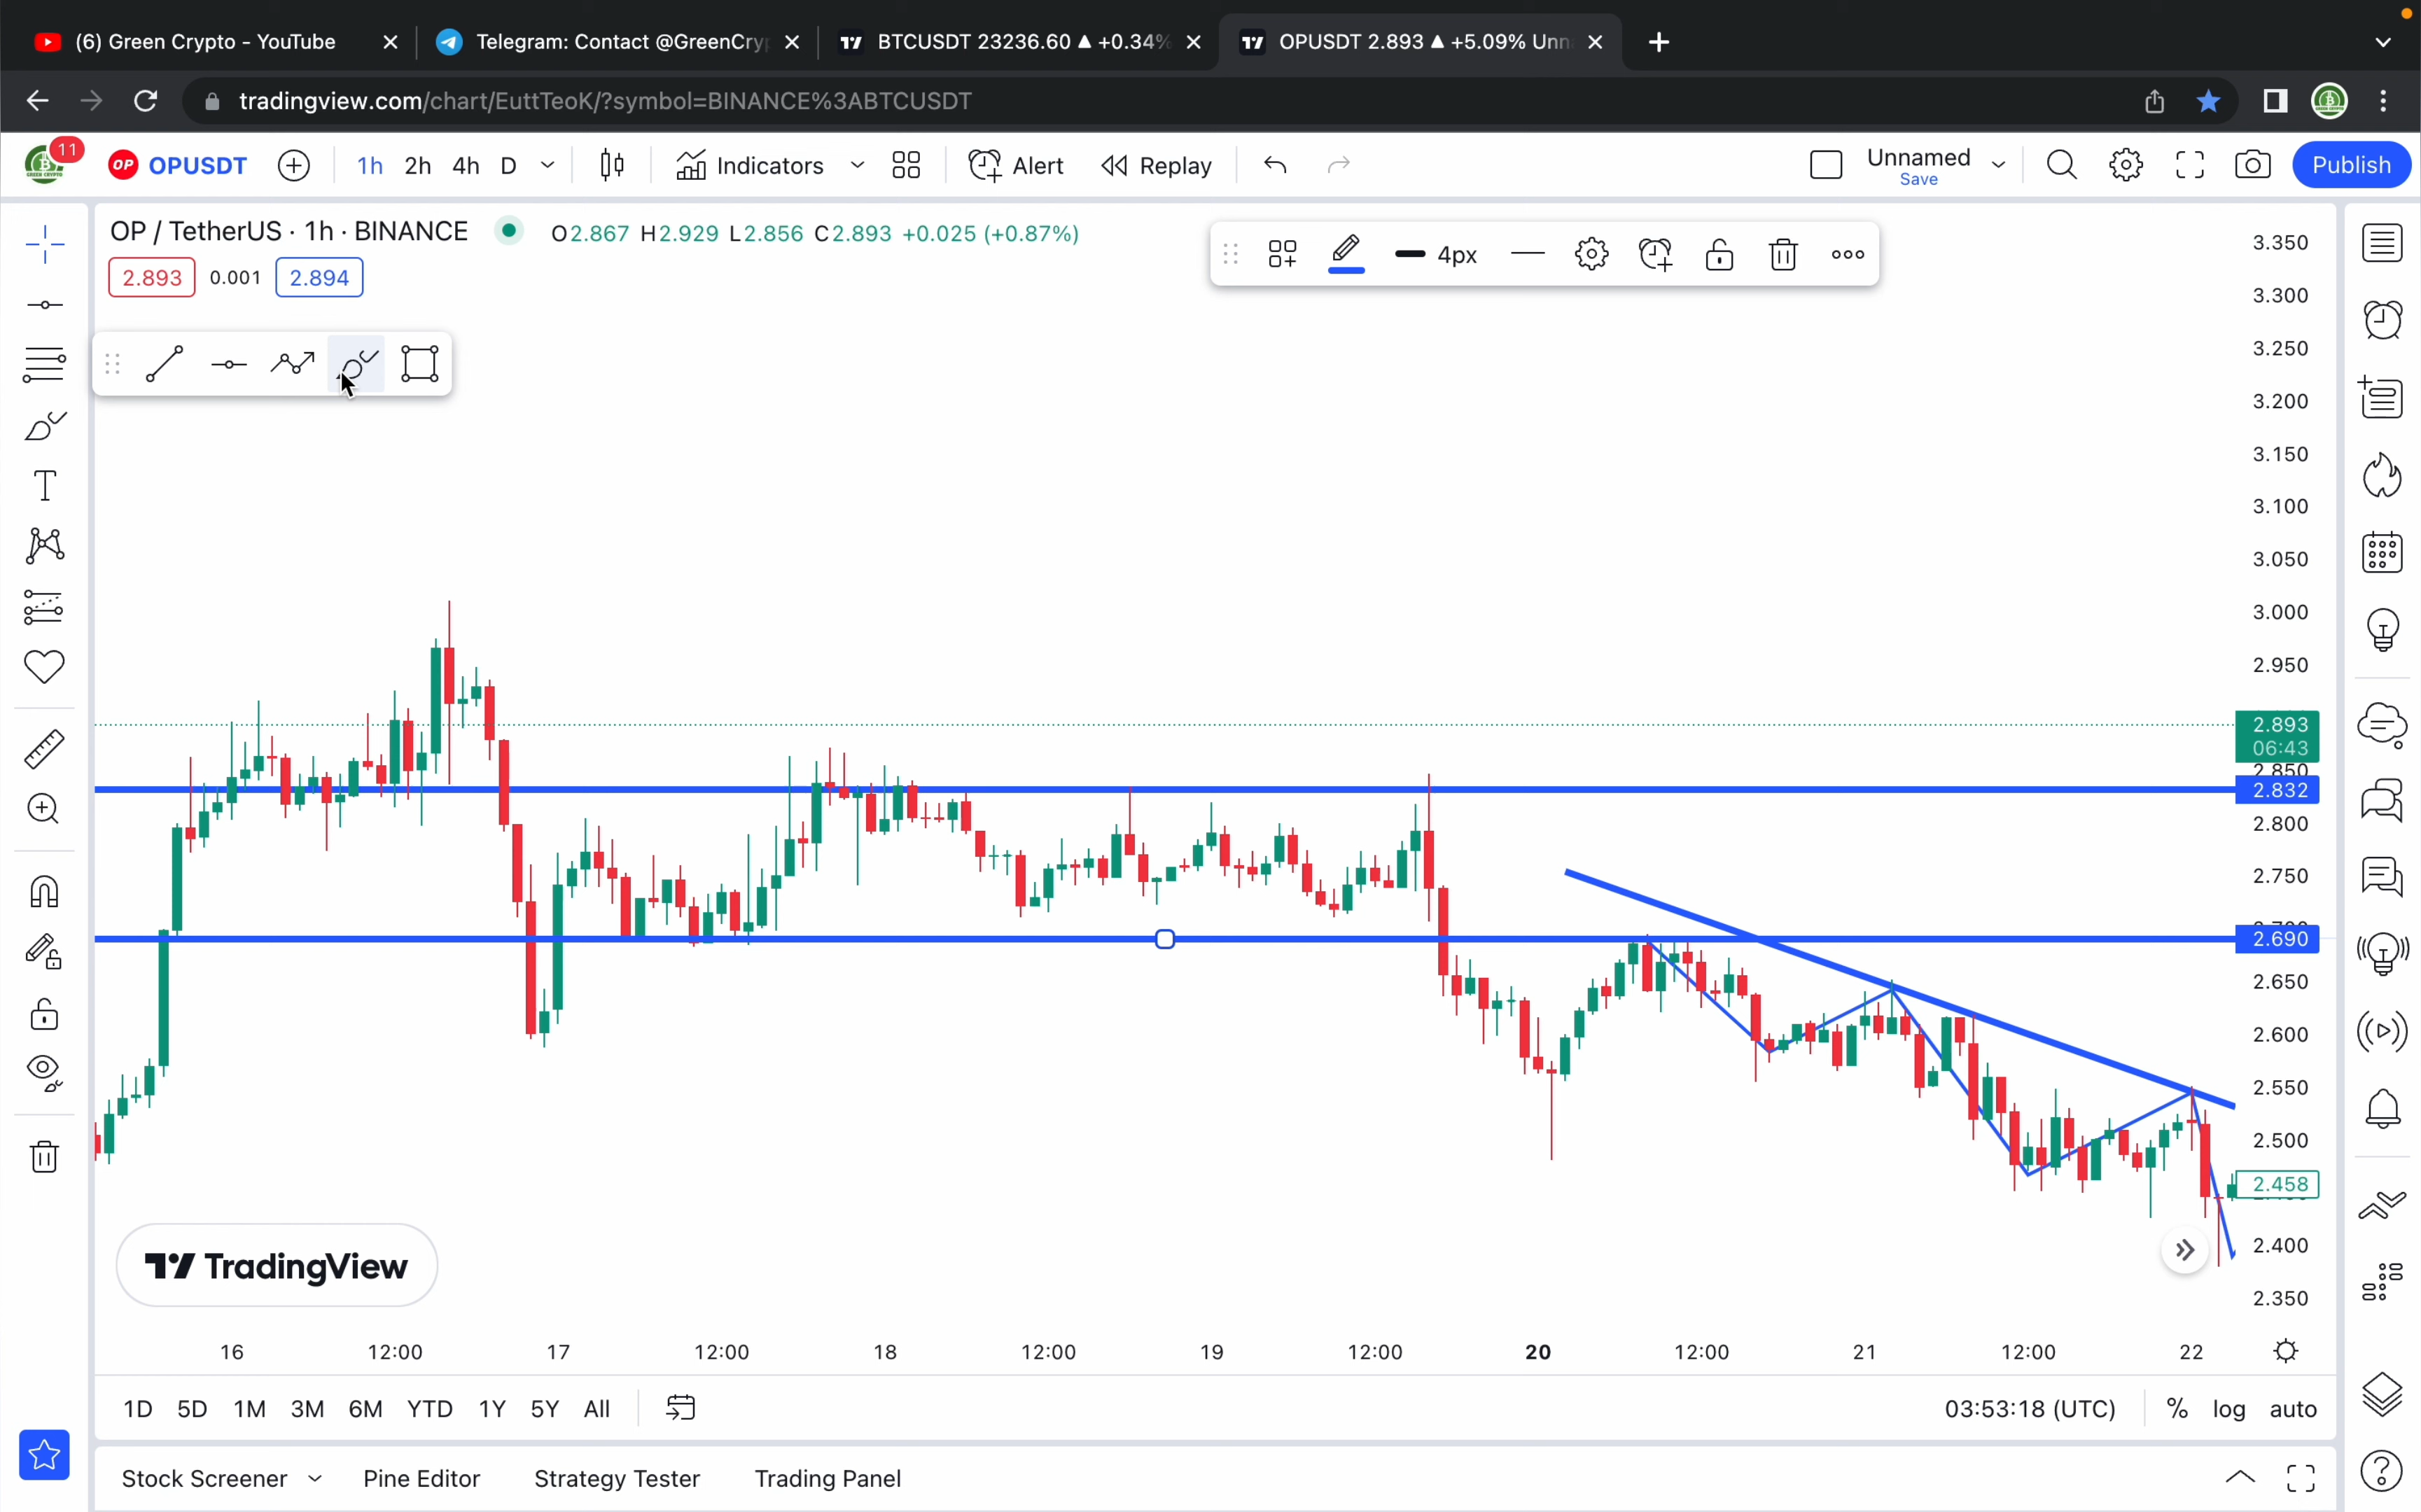 (6) Green Crypto - YouTube
Telegram: Contact @GreenCryp
BTCUSDT 23236.60 ▲ +0.34%
OPUSDT 2.893 ▲ +5.09% Unn
tradingview.com/chart/EuttTeoK/?symbol=BINANCE%3ABTCUSDT
11
OP OPUSDT
1h 2h 4h D
Indicators
Alert
Replay
Unnamed
Save
Publish
OP / TetherUS · 1h · BINANCE
O2.867 H2.929 L2.856 C2.893 +0.025 (+0.87%)
2.893 0.001 2.894
4px
T
3.350
3.300
3.250
3.200
3.150
3.100
3.050
3.000
2.950
2.893
06:43
2.850
2.832
2.800
2.750
2.690
2.650
2.600
2.550
2.500
2.458
2.400
2.350
TradingView
16 12:00 17 12:00 18 12:00 19 12:00 20 12:00 21 12:00 22
1D 5D 1M 3M 6M YTD 1Y 5Y All
03:53:18 (UTC) % log auto
Stock Screener Pine Editor Strategy Tester Trading Panel